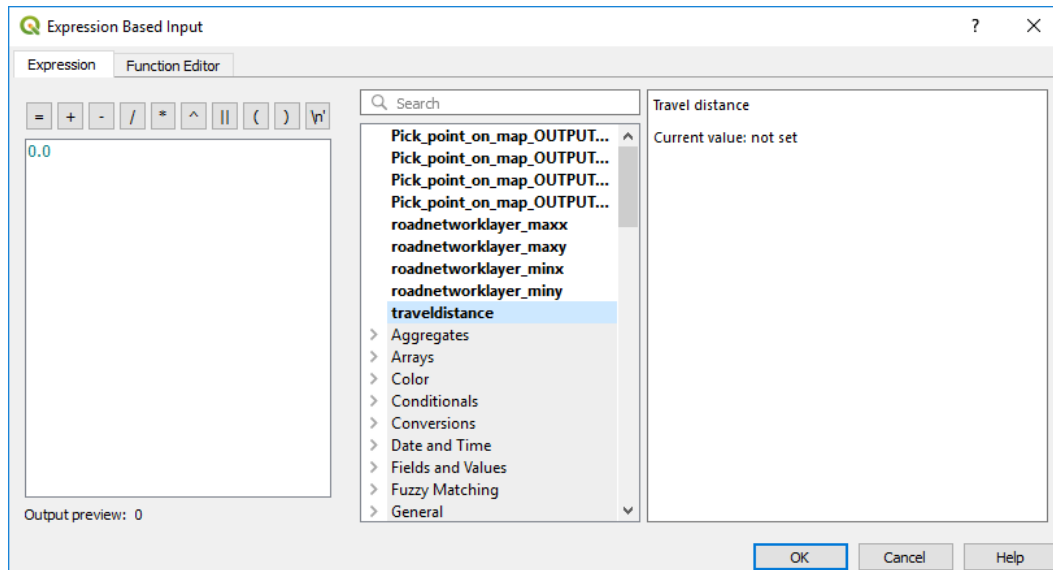 Expression Based Input
?
Expression
Function Editor
= + - / * ^ || ( ) \n'
0.0
Output preview: 0
Search
Pick_point_on_map_OUTPUT...
Pick_point_on_map_OUTPUT...
Pick_point_on_map_OUTPUT...
Pick_point_on_map_OUTPUT...
roadnetworklayer_maxx
roadnetworklayer_maxy
roadnetworklayer_minx
roadnetworklayer_miny
traveldistance
Aggregates
Arrays
Color
Conditionals
Conversions
Date and Time
Fields and Values
Fuzzy Matching
General
Travel distance
Current value: not set
OK
Cancel
Help